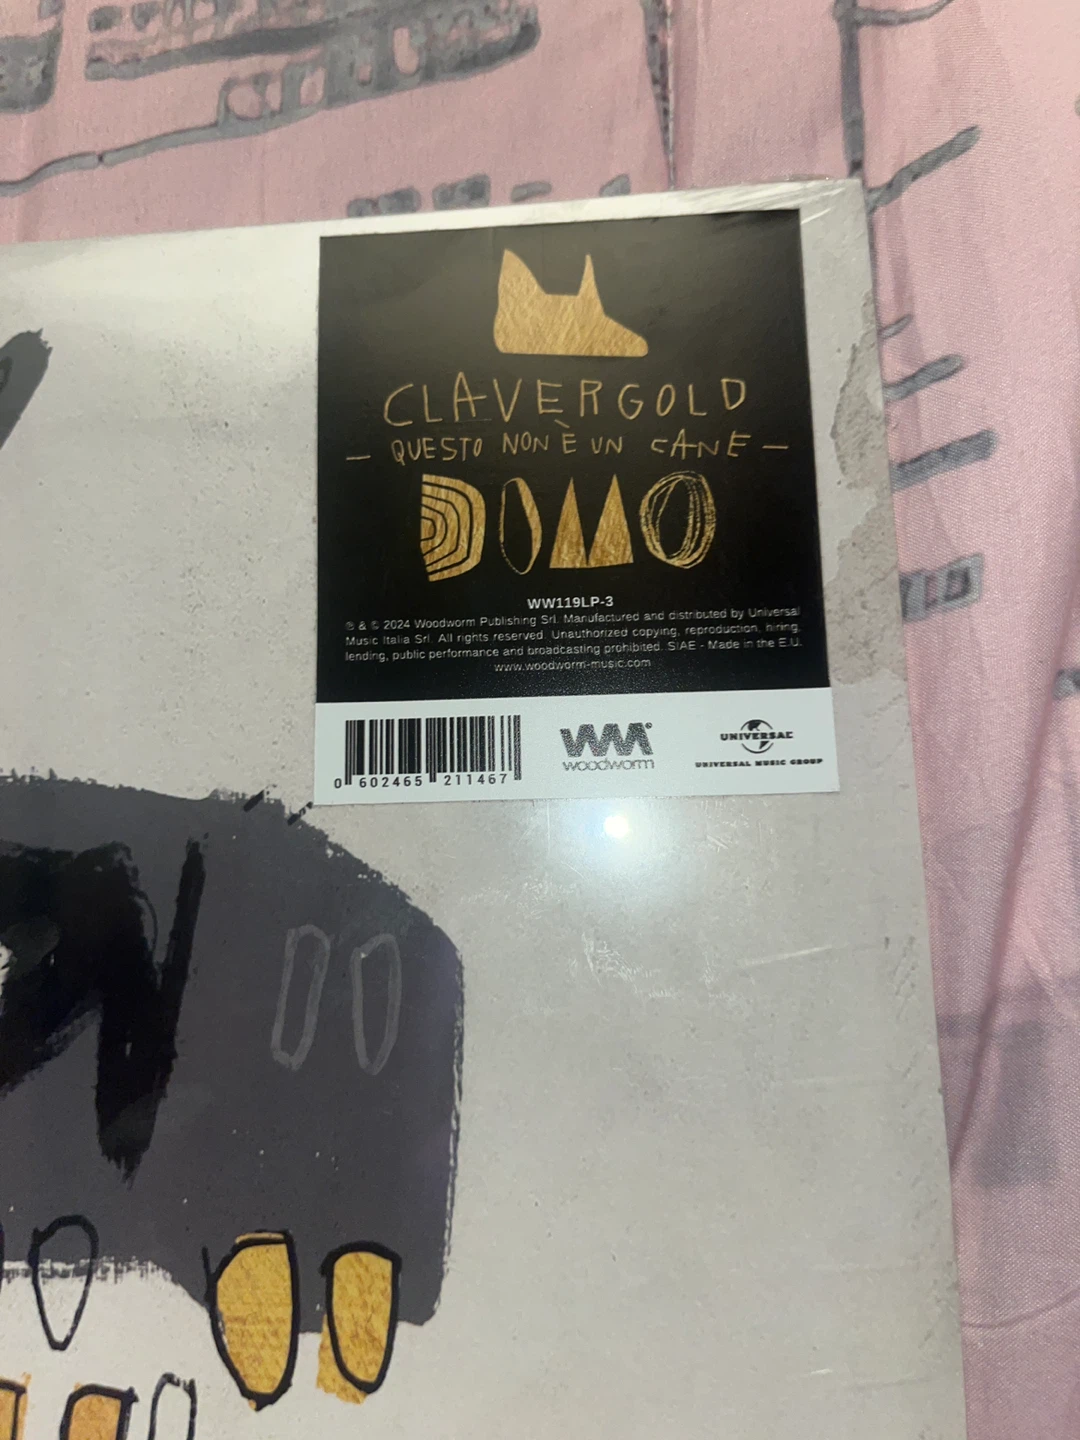 CLAVERGOLD
— QUESTO NON È UN CANE —
DOMO
WW119LP-3
℗ & © 2024 Woodworm Publishing Srl. Manufactured and distributed by Universal
Music Italia Srl. All rights reserved. Unauthorized copying, reproduction, hiring,
lending, public performance and broadcasting prohibited. SIAE - Made in the E.U.
www.woodworm-music.com
0 602465 211467
WM
woodworm
UNIVERSAL
UNIVERSAL MUSIC GROUP